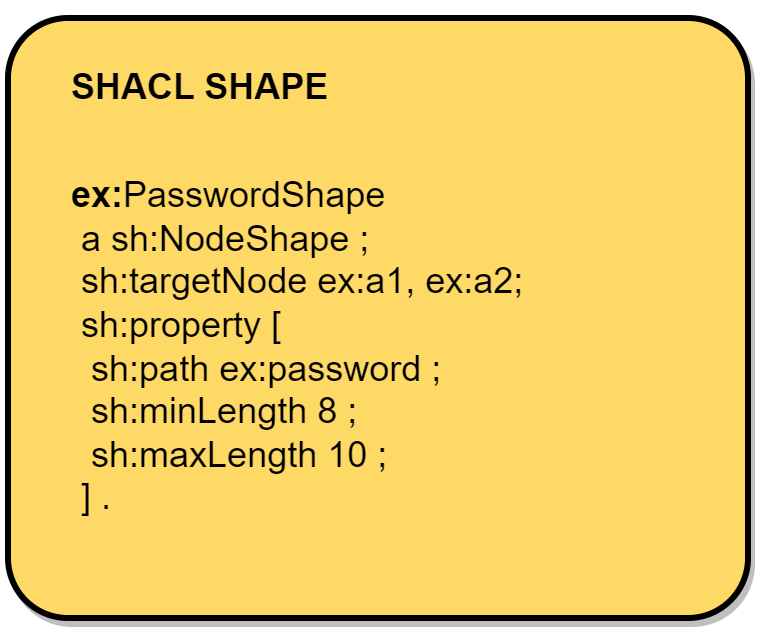 SHACL SHAPE
ex:PasswordShape
a sh:NodeShape ;
sh:targetNode ex:a1, ex:a2;
sh:property [
sh:path ex:password ;
sh:minLength 8 ;
sh:maxLength 10 ;
] .